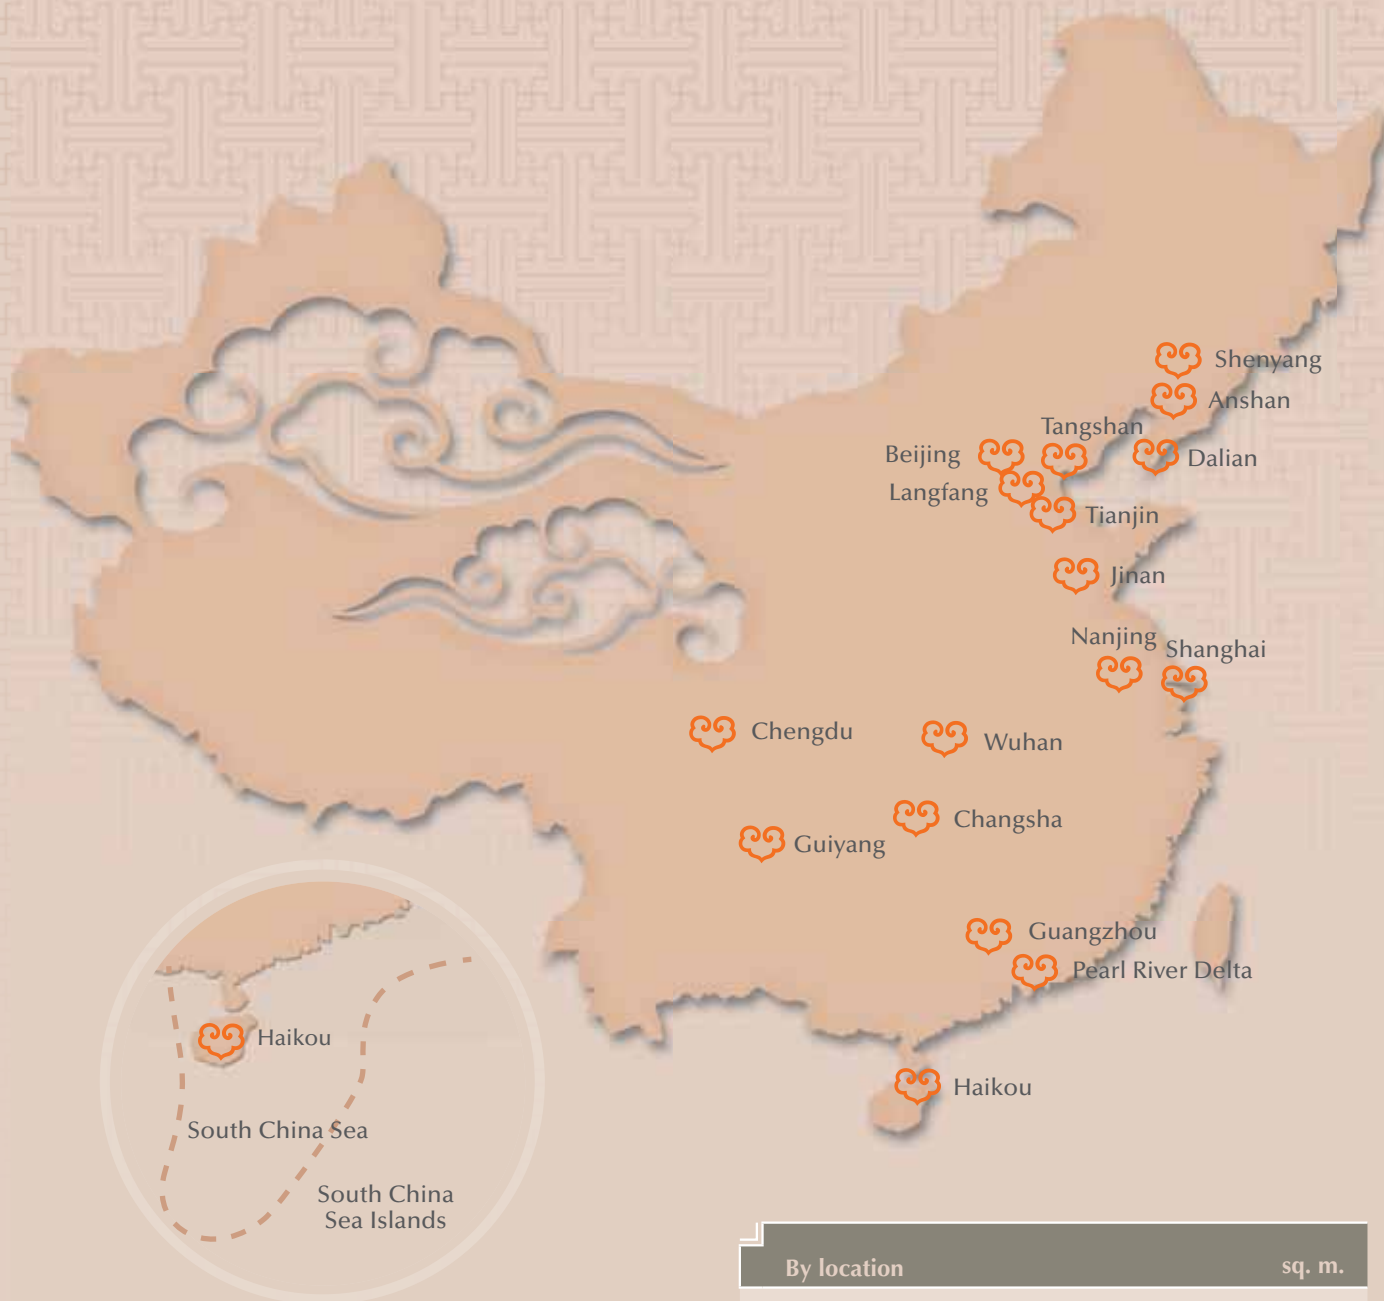 Shenyang
Anshan
Tangshan
Beijing
Dalian
Langfang
Tianjin
Jinan
Nanjing
Shanghai
Chengdu
Wuhan
Changsha
Guiyang
Guangzhou
Pearl River Delta
Haikou
Haikou
South China Sea
South China
Sea Islands
By location sq. m.